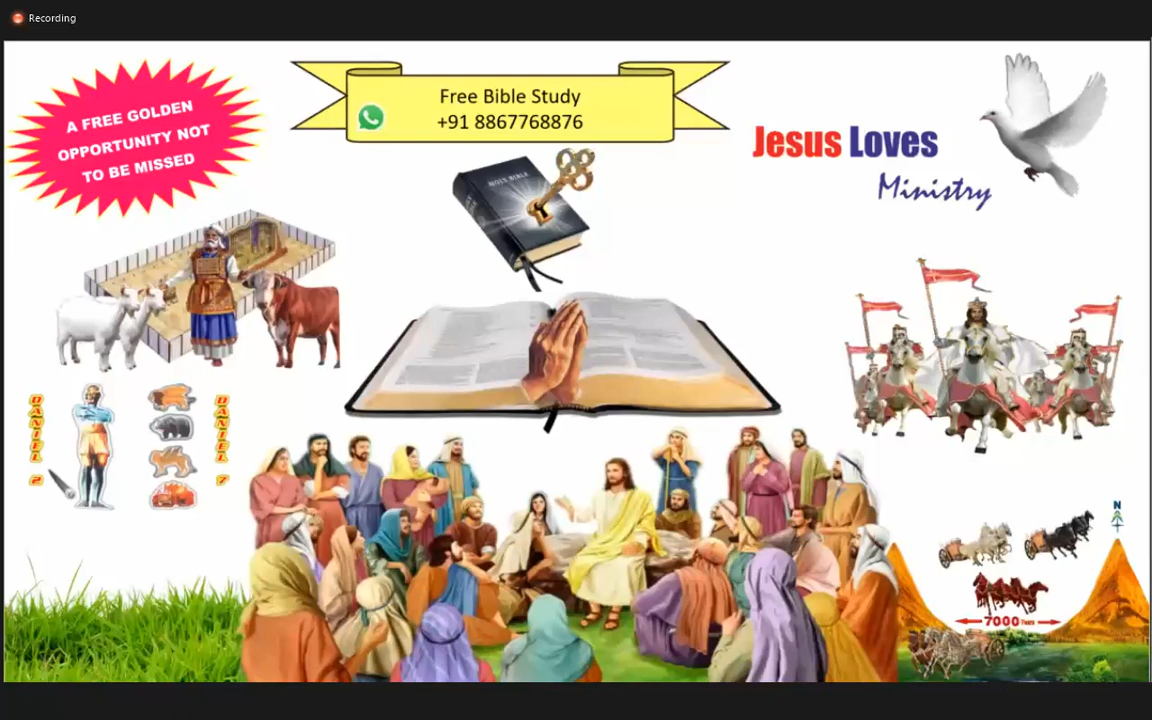 Recording
A FREE GOLDEN
OPPORTUNITY NOT
TO BE MISSED
Free Bible Study
+91 8867768876
Jesus Loves
Ministry
HOLY BIBLE
DANIEL 2
DANIEL 7
N
7000 Years